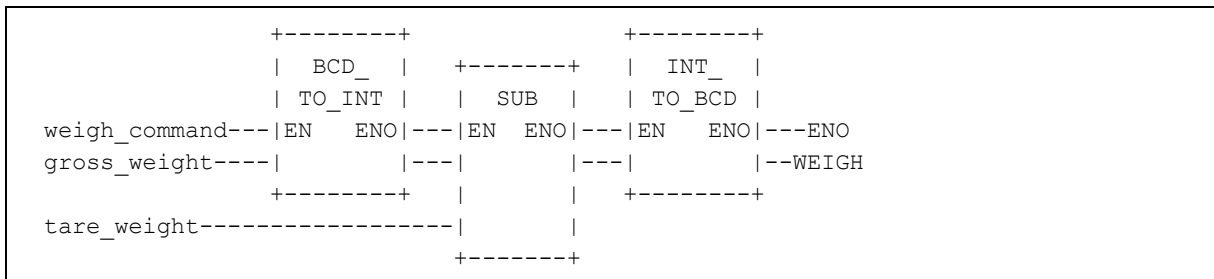 +--------+                 +--------+
                 |  BCD_  |   +-------+   |  INT_  |
                 | TO_INT |   |  SUB  |   | TO_BCD |
weigh_command---|EN   ENO|---|EN  ENO|---|EN   ENO|---ENO
gross_weight----|        |---|       |---|        |--WEIGH
                 +--------+   |       |   +--------+
tare_weight------------------|       |
                              +-------+